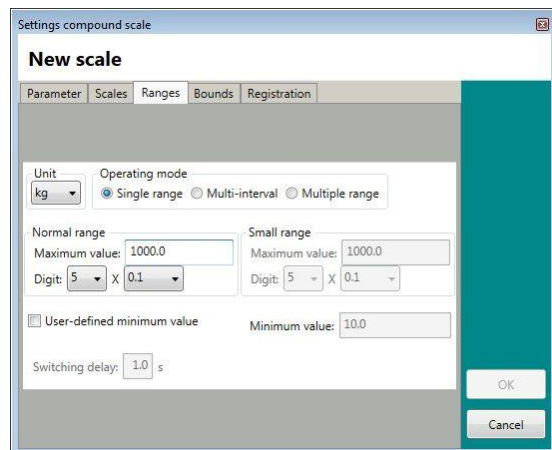 Settings compound scale
New scale
Parameter Scales Ranges Bounds Registration
Unit Operating mode
kg Single range Multi-interval Multiple range
Normal range Small range
Maximum value: 1000.0 Maximum value: 1000.0
Digit: 5 X 0.1 Digit: 5 X 0.1
User-defined minimum value Minimum value: 10.0
Switching delay: 1.0 s
OK
Cancel